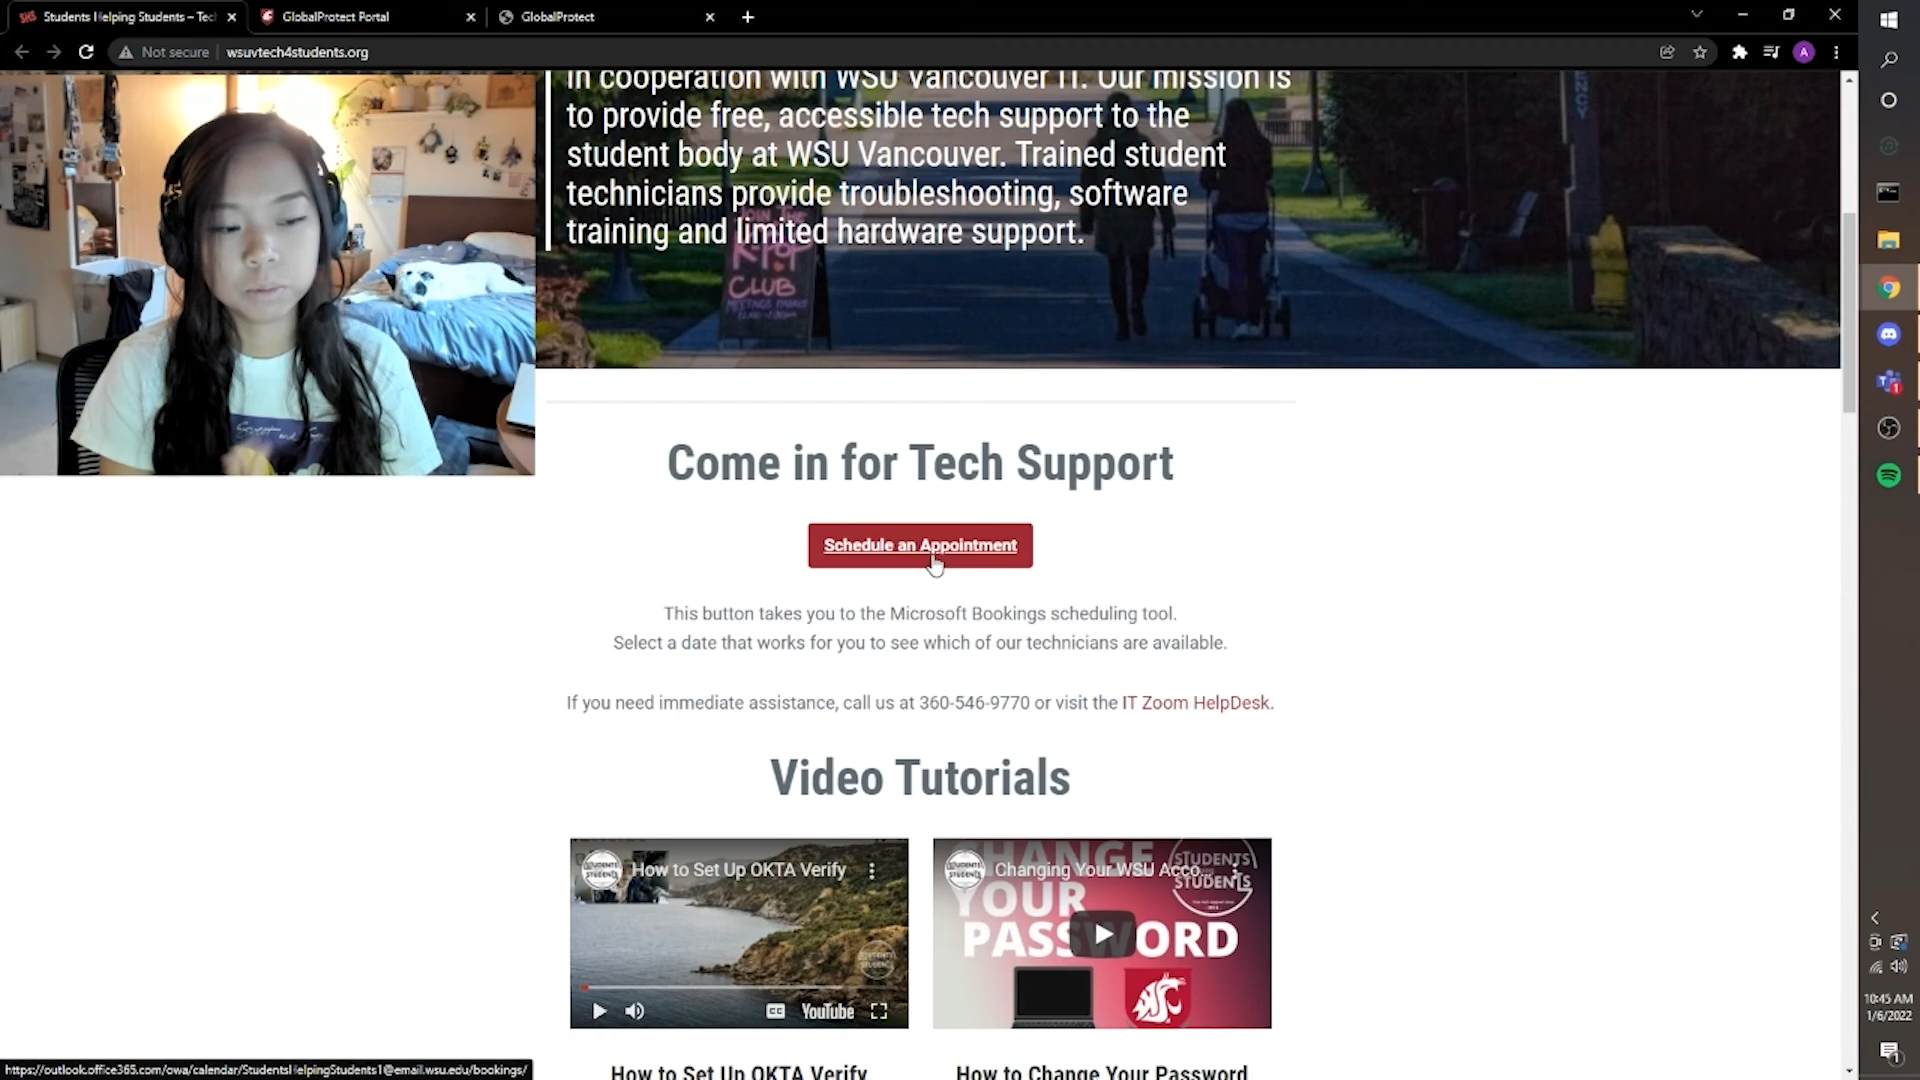 Students Helping Students – Tec
GlobalProtect Portal
GlobalProtect
Not secure
wsuvtech4students.org
A
In cooperation with WSU Vancouver IT. Our mission is
to provide free, accessible tech support to the
student body at WSU Vancouver. Trained student
technicians provide troubleshooting, software
training and limited hardware support.
JOIN THE
KPOP
CLUB
Come in for Tech Support
Schedule an Appointment
This button takes you to the Microsoft Bookings scheduling tool.
Select a date that works for you to see which of our technicians are available.
If you need immediate assistance, call us at 360-546-9770 or visit the IT Zoom HelpDesk.
Video Tutorials
How to Set Up OKTA Verify
YouTube
CC
Changing Your WSU Acco...
CHANGE
YOUR
PASSWORD
STUDENTS
STUDENTS
How to Set Up OKTA Verify
How to Change Your Password
https://outlook.office365.com/owa/calendar/StudentsHelpingStudents1@email.wsu.edu/bookings/
10:45 AM
1/6/2022